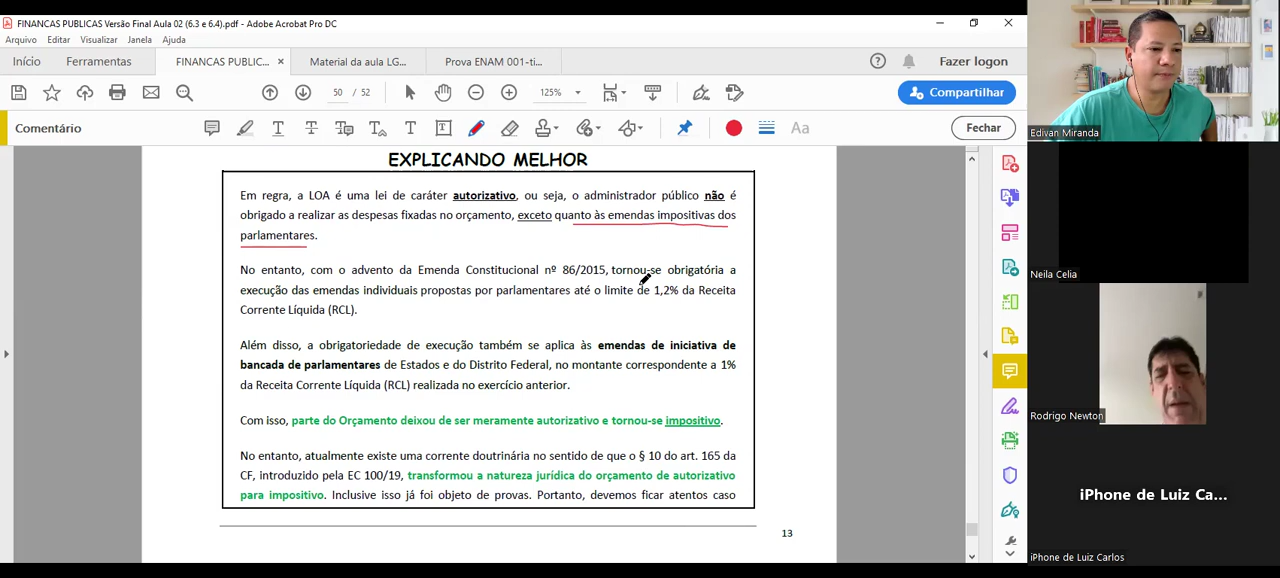 FINANCAS PUBLICAS Versão Final Aula 02 (6.3 e 6.4).pdf - Adobe Acrobat Pro DC
Arquivo Editar Visualizar Janela Ajuda
Início Ferramentas FINANCAS PUBLIC... × Material da aula LG... Prova ENAM 001-ti... Fazer logon
50 / 52 125% Compartilhar
Comentário Aa Fechar
EXPLICANDO MELHOR
Em regra, a LOA é uma lei de caráter autorizativo, ou seja, o administrador público não é
obrigado a realizar as despesas fixadas no orçamento, exceto quanto às emendas impositivas dos
parlamentares.
No entanto, com o advento da Emenda Constitucional nº 86/2015, tornou-se obrigatória a
execução das emendas individuais propostas por parlamentares até o limite de 1,2% da Receita
Corrente Líquida (RCL).
Além disso, a obrigatoriedade de execução também se aplica às emendas de iniciativa de
bancada de parlamentares de Estados e do Distrito Federal, no montante correspondente a 1%
da Receita Corrente Líquida (RCL) realizada no exercício anterior.
Com isso, parte do Orçamento deixou de ser meramente autorizativo e tornou-se impositivo.
No entanto, atualmente existe uma corrente doutrinária no sentido de que o § 10 do art. 165 da
CF, introduzido pela EC 100/19, transformou a natureza jurídica do orçamento de autorizativo
para impositivo. Inclusive isso já foi objeto de provas. Portanto, devemos ficar atentos caso
13
Edivan Miranda
Neila Celia
Rodrigo Newton
iPhone de Luiz Ca...
iPhone de Luiz Carlos